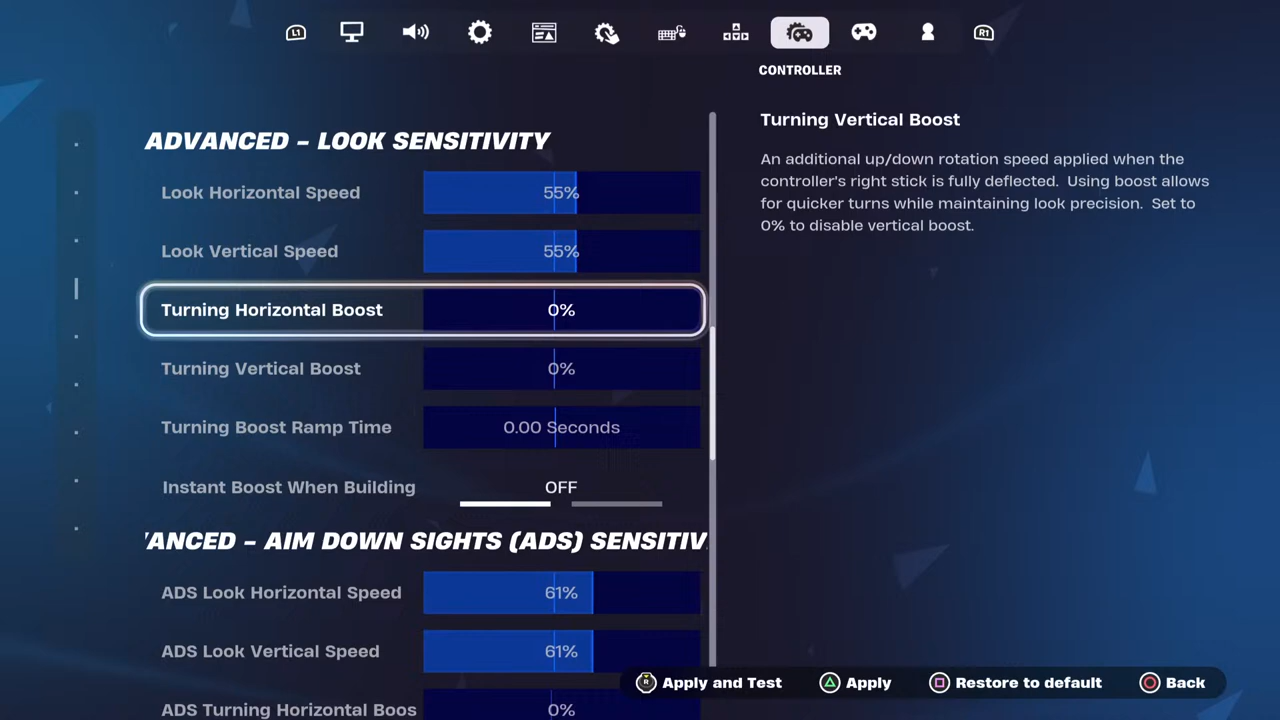 L1
R1
CONTROLLER
ADVANCED – LOOK SENSITIVITY
Look Horizontal Speed 55%
Look Vertical Speed 55%
Turning Horizontal Boost 0%
Turning Vertical Boost 0%
Turning Boost Ramp Time 0.00 Seconds
Instant Boost When Building OFF
ANCED – AIM DOWN SIGHTS (ADS) SENSITIV
ADS Look Horizontal Speed 61%
ADS Look Vertical Speed 61%
ADS Turning Horizontal Boos 0%
Turning Vertical Boost
An additional up/down rotation speed applied when the
controller's right stick is fully deflected. Using boost allows
for quicker turns while maintaining look precision. Set to
0% to disable vertical boost.
R Apply and Test Apply Restore to default Back